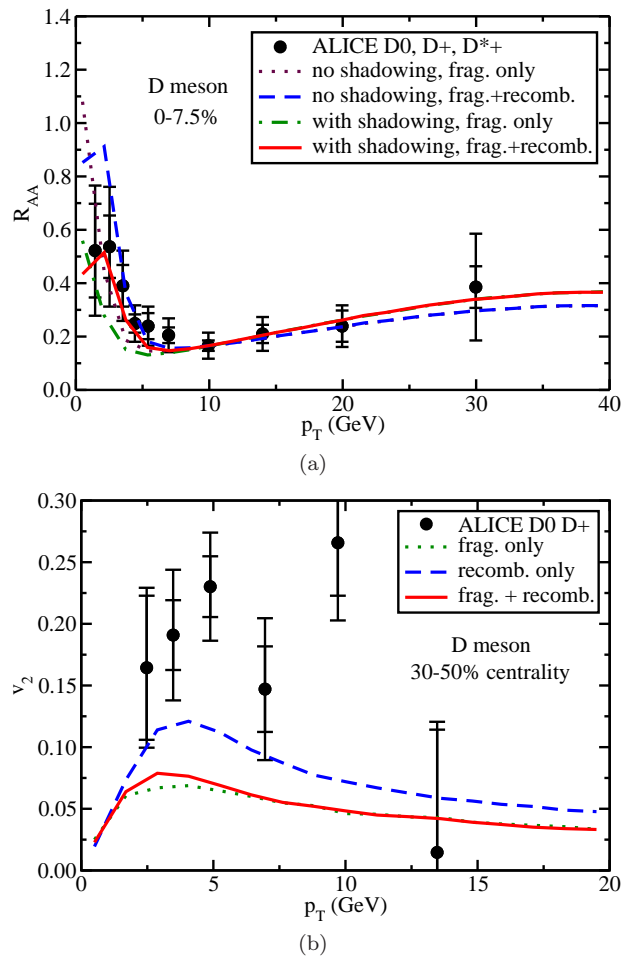 1.4
1.2
1.0
0.8
0.6
0.4
0.2
0.0
R_AA
ALICE D0, D+, D*+
no shadowing, frag. only
no shadowing, frag.+recomb.
with shadowing, frag. only
with shadowing, frag.+recomb.
D meson
0-7.5%
0 10 20 30 40
p_T (GeV)
(a)
0.30
0.25
0.20
0.15
0.10
0.05
0.00
v_2
ALICE D0 D+
frag. only
recomb. only
frag. + recomb.
D meson
30-50% centrality
0 5 10 15 20
p_T (GeV)
(b)